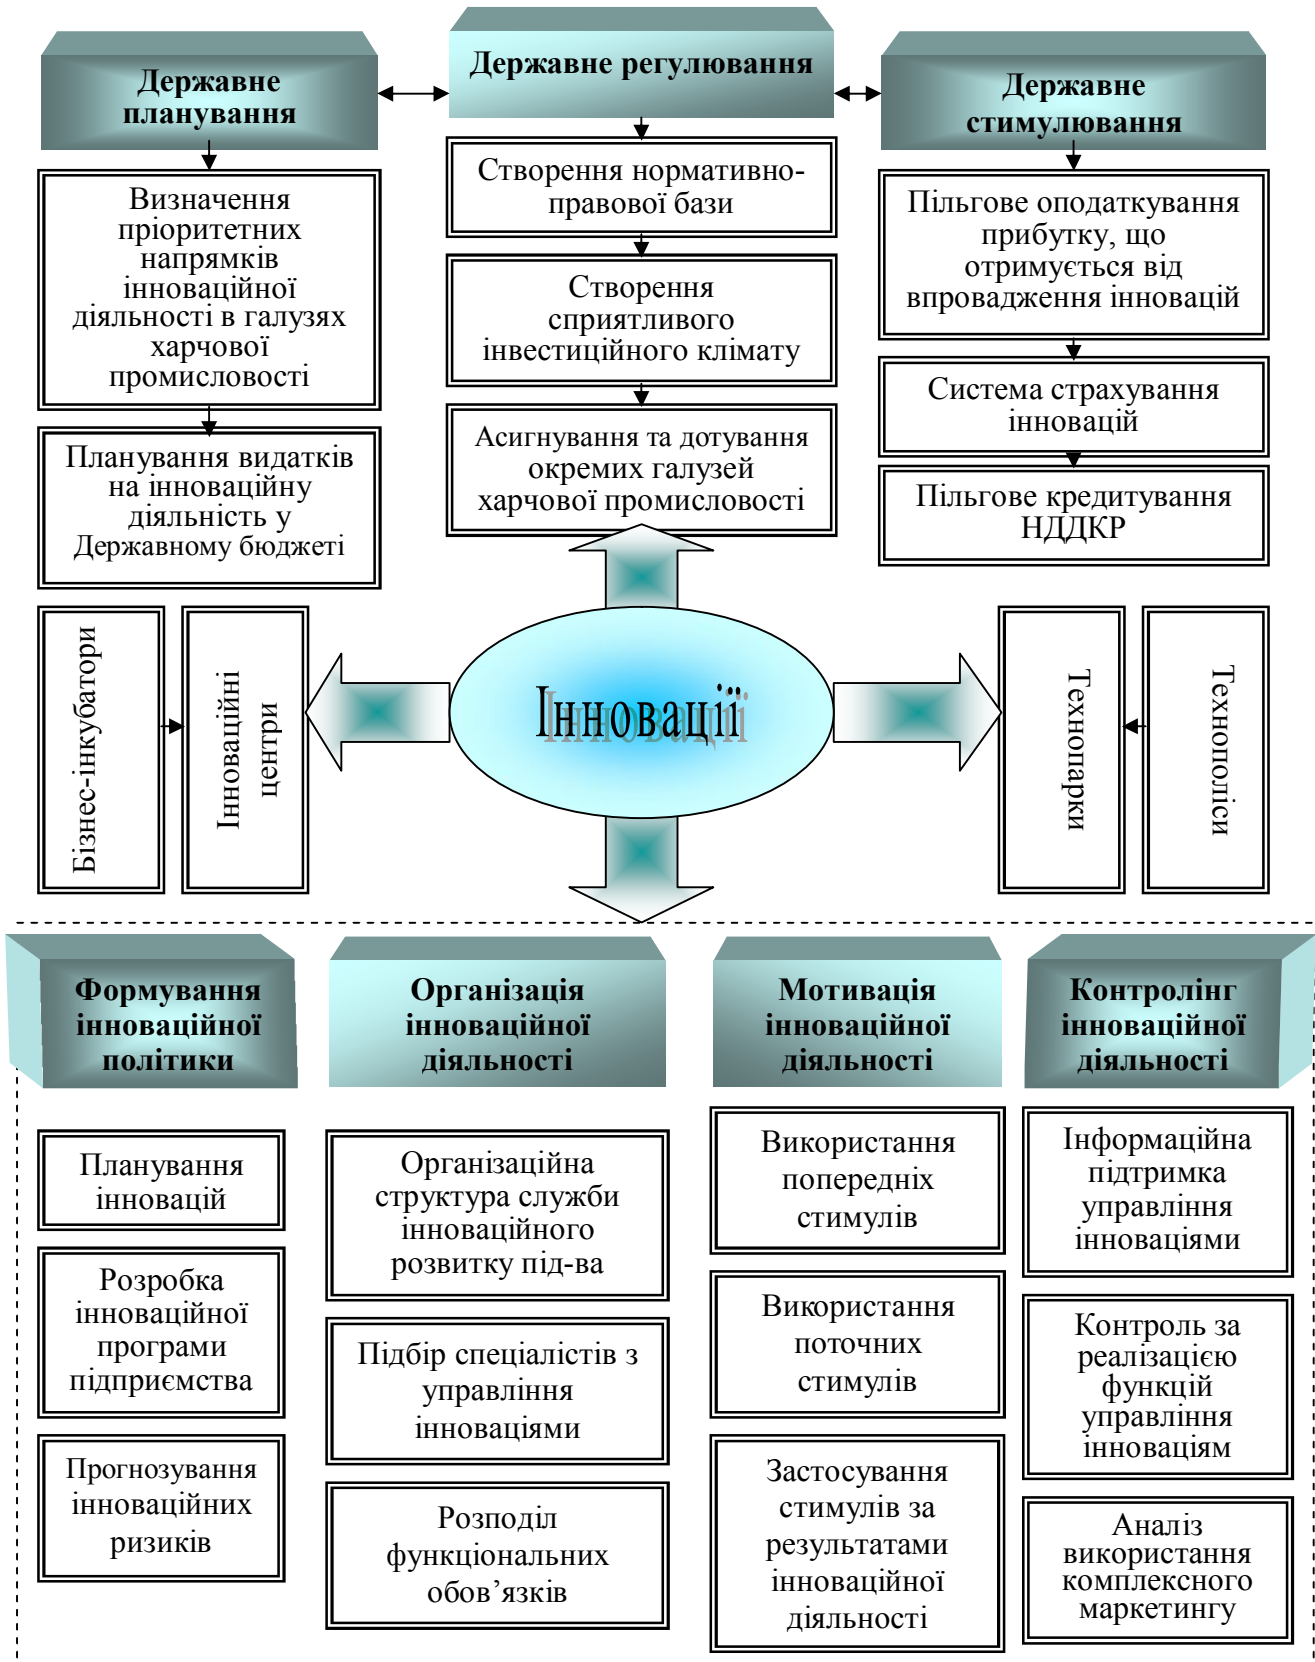 Державне
планування
Державне регулювання
Державне
стимулювання
Визначення
пріоритетних
напрямків
інноваційної
діяльності в галузях
харчової
промисловості
Планування видатків
на інноваційну
діяльність у
Державному бюджеті
Створення нормативно-
правової бази
Створення
сприятливого
інвестиційного клімату
Асигнування та дотування
окремих галузей
харчової промисловості
Пільгове оподаткування
прибутку, що
отримується від
впровадження інновацій
Система страхування
інновацій
Пільгове кредитування
НДДКР
Бізнес-інкубатори
Інноваційні
центри
Інновації
Технопарки
Технополіси
Формування
інноваційної
політики
Організація
інноваційної
діяльності
Мотивація
інноваційної
діяльності
Контролінг
інноваційної
діяльності
Планування
інновацій
Розробка
інноваційної
програми
підприємства
Прогнозування
інноваційних
ризиків
Організаційна
структура служби
інноваційного
розвитку під-ва
Підбір спеціалістів з
управління
інноваціями
Розподіл
функціональних
обов’язків
Використання
попередніх
стимулів
Використання
поточних
стимулів
Застосування
стимулів за
результатами
інноваційної
діяльності
Інформаційна
підтримка
управління
інноваціями
Контроль за
реалізацією
функцій
управління
інноваціям
Аналіз
використання
комплексного
маркетингу